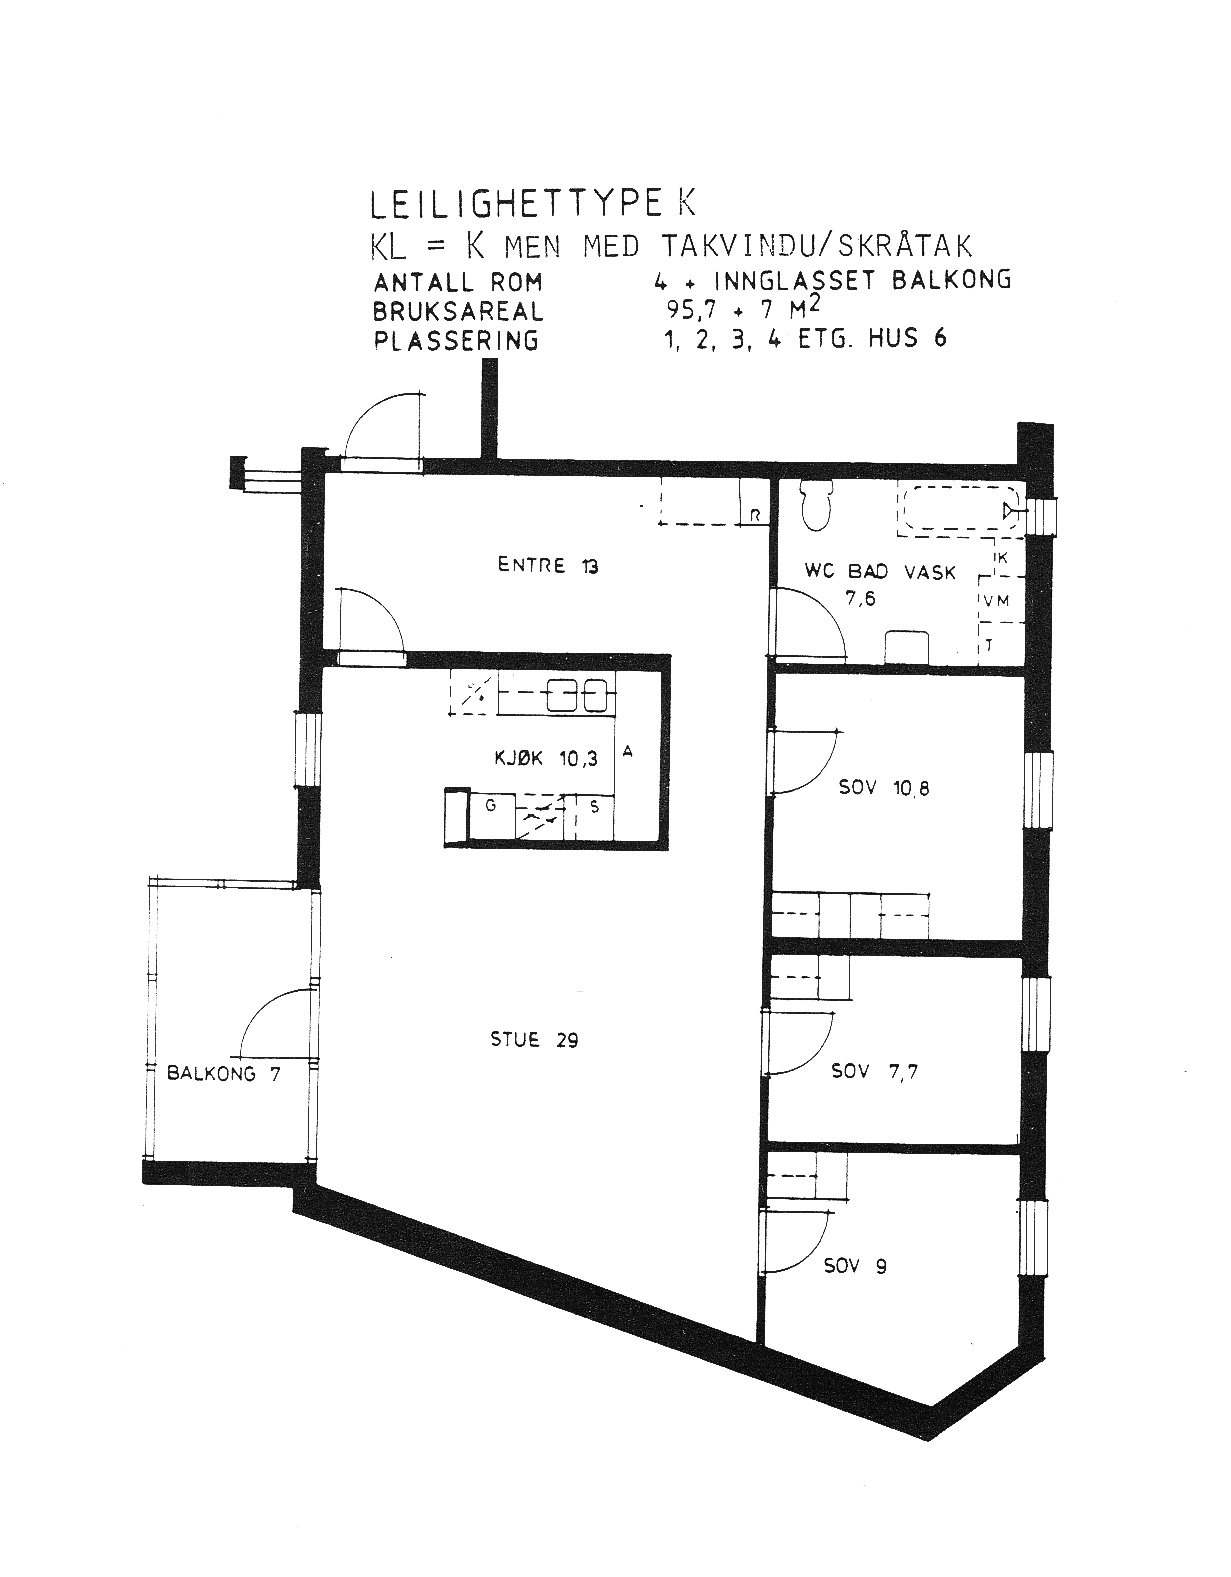 LEILIGHETTYPE K
KL = K MEN MED TAKVINDU/SKRÅTAK
ANTALL ROM 4 + INNGLASSET BALKONG
BRUKSAREAL 95,7 + 7 M²
PLASSERING 1, 2, 3, 4 ETG. HUS 6
R
ENTRE 13
WC BAD VASK
7,6
K
VM
T
KJØK 10,3
A
G
S
SOV 10,8
STUE 29
BALKONG 7
SOV 7,7
SOV 9